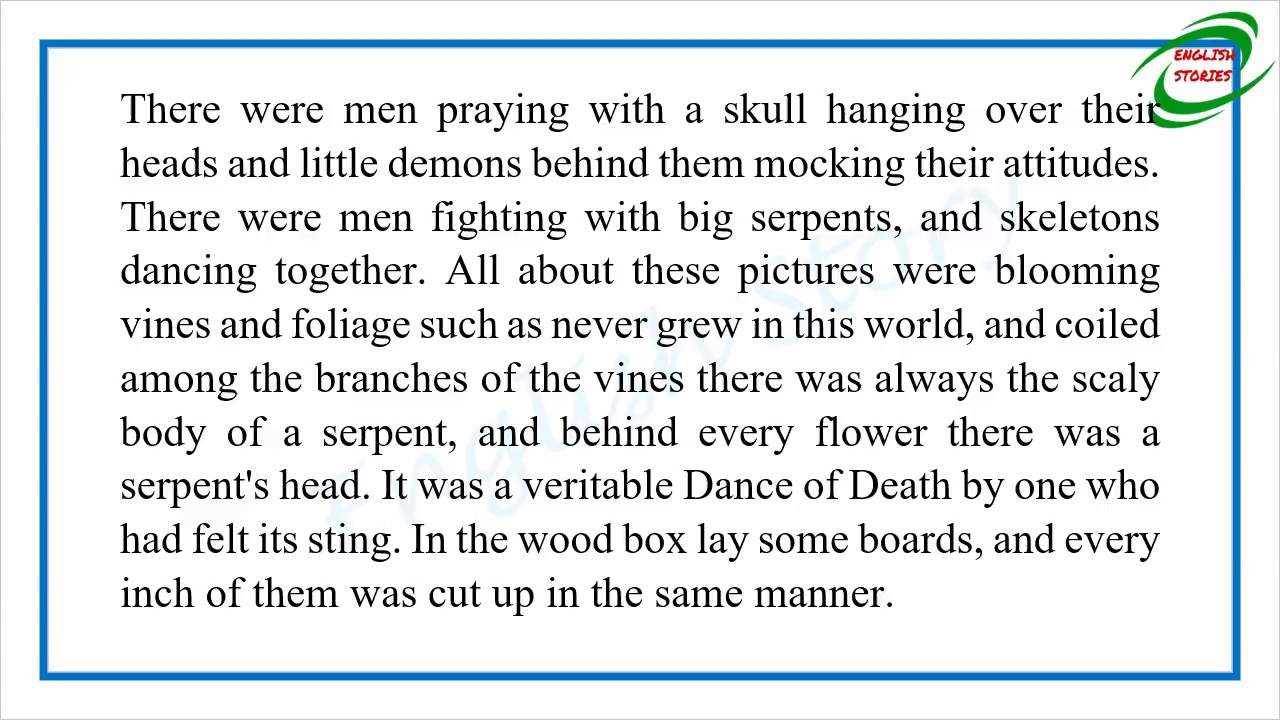 ENGLISH
STORIES
There were men praying with a skull hanging over their
heads and little demons behind them mocking their attitudes.
There were men fighting with big serpents, and skeletons
dancing together. All about these pictures were blooming
vines and foliage such as never grew in this world, and coiled
among the branches of the vines there was always the scaly
body of a serpent, and behind every flower there was a
serpent's head. It was a veritable Dance of Death by one who
had felt its sting. In the wood box lay some boards, and every
inch of them was cut up in the same manner.
English Story